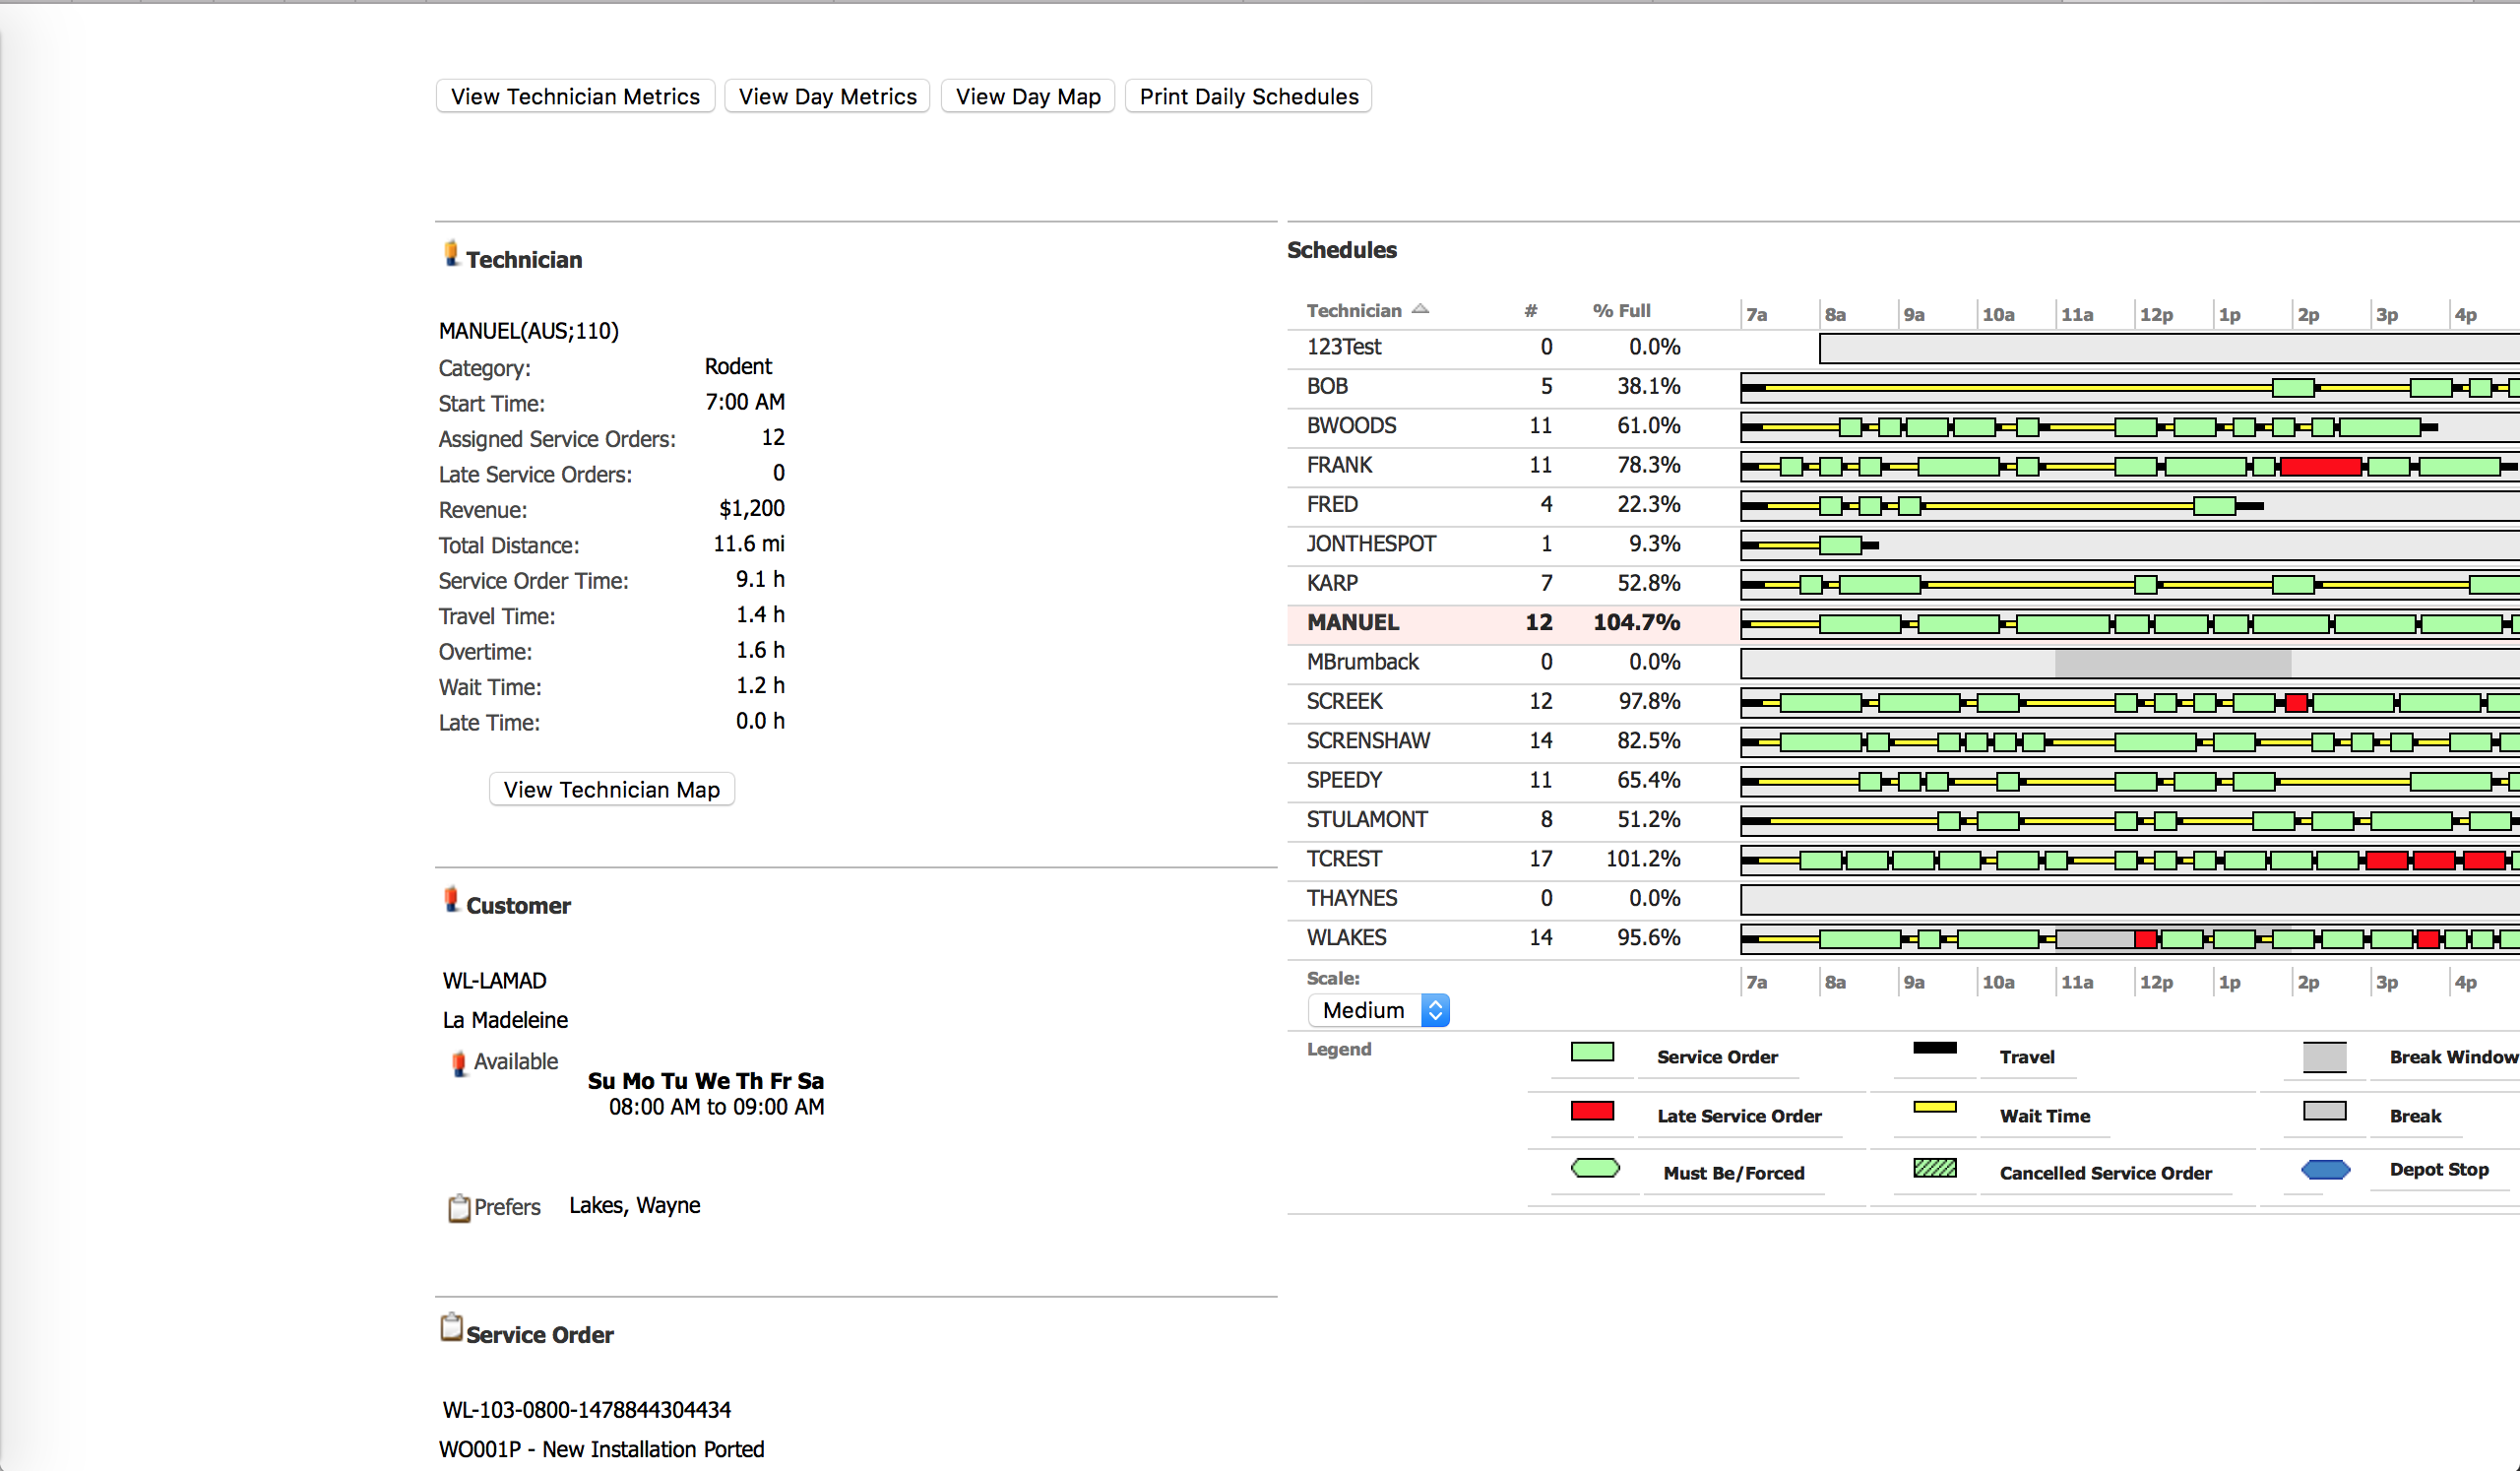 View Technician Metrics View Day Metrics View Day Map Print Daily Schedules
Technician
MANUEL(AUS;110)
Category: Rodent
Start Time: 7:00 AM
Assigned Service Orders: 12
Late Service Orders: 0
Revenue: $1,200
Total Distance: 11.6 mi
Service Order Time: 9.1 h
Travel Time: 1.4 h
Overtime: 1.6 h
Wait Time: 1.2 h
Late Time: 0.0 h
View Technician Map
Customer
WL-LAMAD
La Madeleine
Available
Su Mo Tu We Th Fr Sa
08:00 AM to 09:00 AM
Prefers Lakes, Wayne
Service Order
WL-103-0800-1478844304434
WO001P - New Installation Ported
Schedules
Technician # % Full 7a 8a 9a 10a 11a 12p 1p 2p 3p 4p
123Test 0 0.0%
BOB 5 38.1%
BWOODS 11 61.0%
FRANK 11 78.3%
FRED 4 22.3%
JONTHESPOT 1 9.3%
KARP 7 52.8%
MANUEL 12 104.7%
MBrumback 0 0.0%
SCREEK 12 97.8%
SCRENSHAW 14 82.5%
SPEEDY 11 65.4%
STULAMONT 8 51.2%
TCREST 17 101.2%
THAYNES 0 0.0%
WLAKES 14 95.6%
Scale: 7a 8a 9a 10a 11a 12p 1p 2p 3p 4p
Medium
Legend Service Order Travel Break Window
Late Service Order Wait Time Break
Must Be/Forced Cancelled Service Order Depot Stop